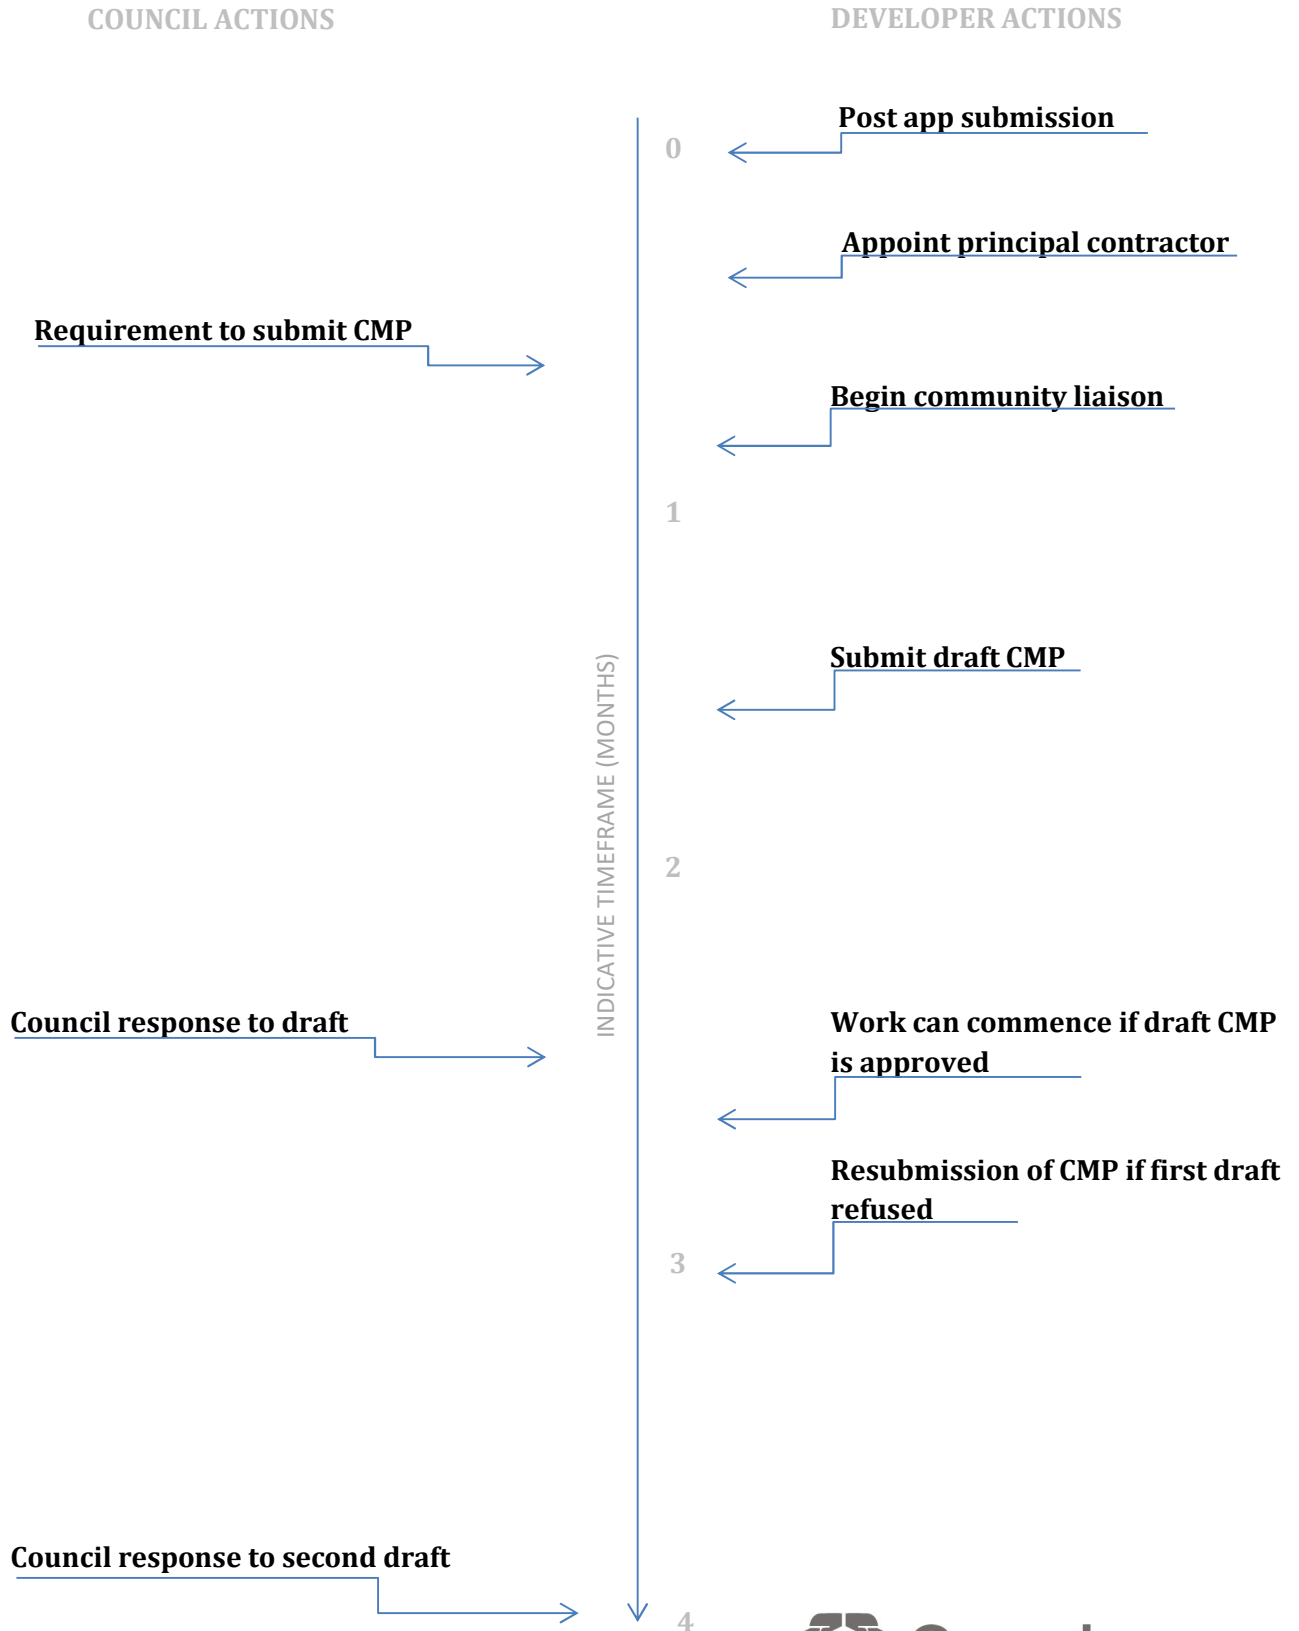 COUNCIL ACTIONS
DEVELOPER ACTIONS
Post app submission
0
Appoint principal contractor
Requirement to submit CMP
Begin community liaison
1
Submit draft CMP
INDICATIVE TIMEFRAME (MONTHS)
2
Council response to draft
Work can commence if draft CMP
is approved
Resubmission of CMP if first draft
refused
3
Council response to second draft
4